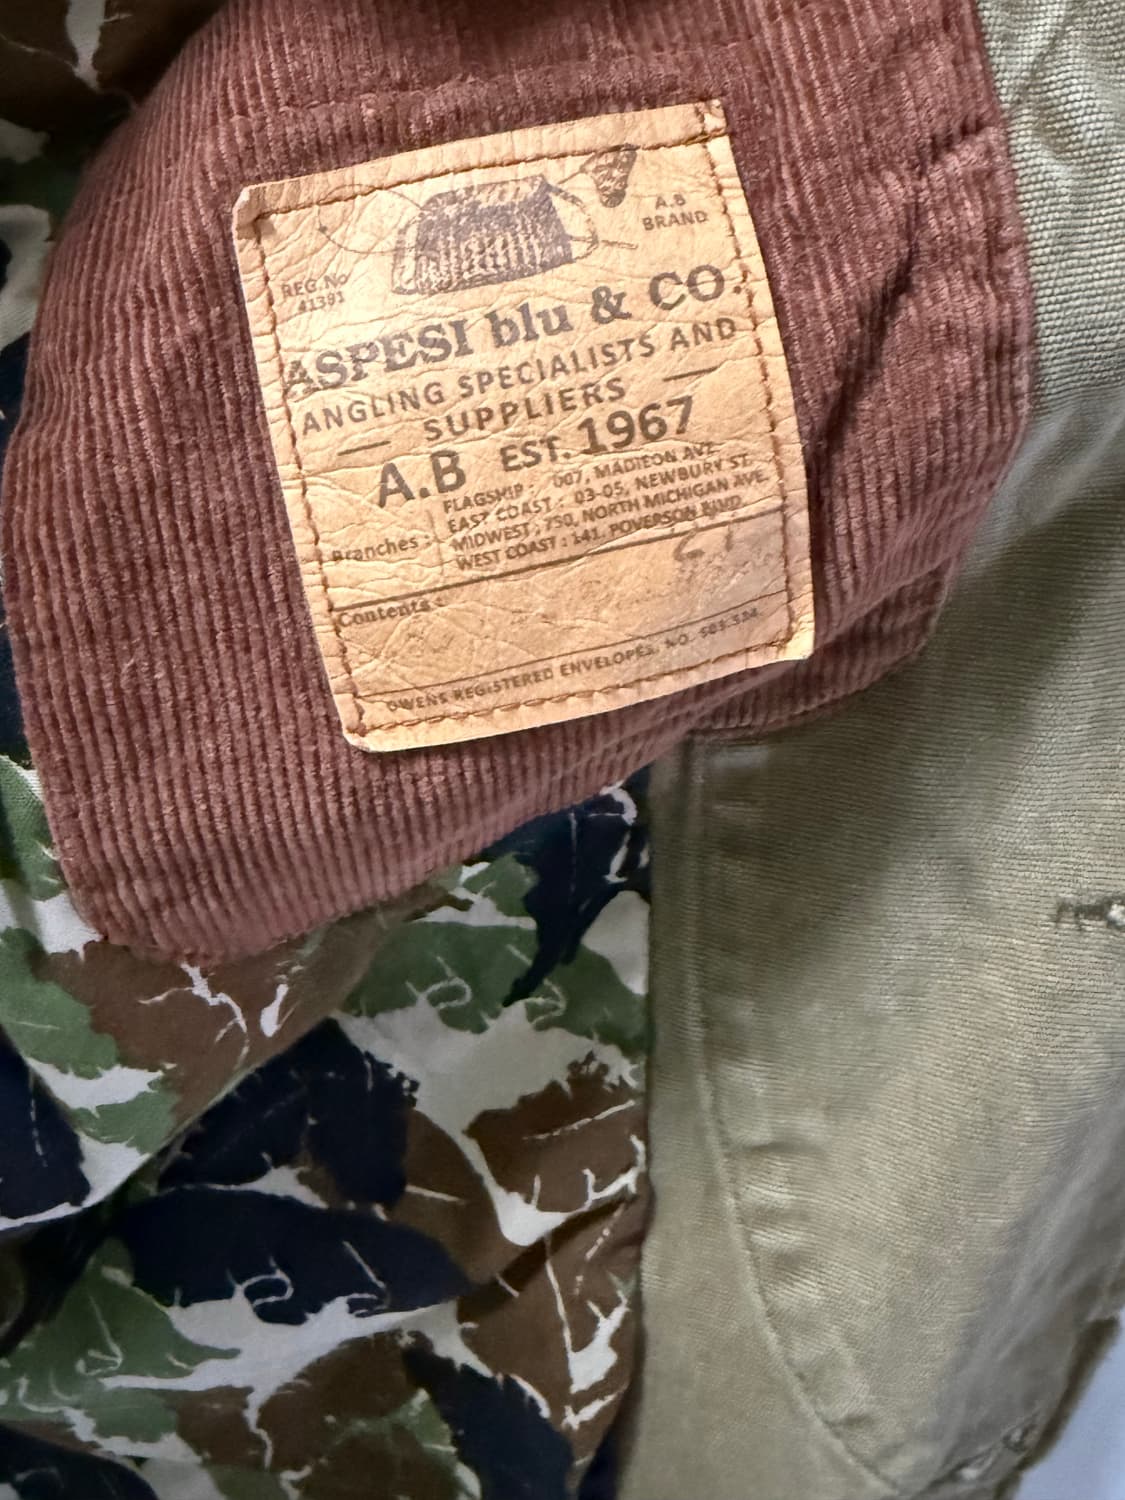 A.B
BRAND
REG.No
41391
ASPESI blu & CO.
ANGLING SPECIALISTS AND
SUPPLIERS
A.B EST. 1967
Branches :
FLAGSHIP : 007, MADISON AVE.
EAST COAST : 03-05, NEWBURY ST.
MIDWEST : 750, NORTH MICHIGAN AVE.
WEST COAST : 141, POVERSON BLVD.
Contents :
OWENS REGISTERED ENVELOPES, NO.